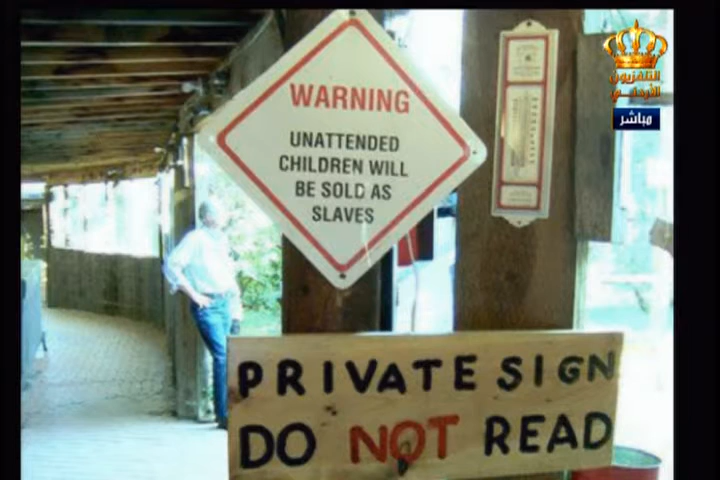 WARNING
UNATTENDED
CHILDREN WILL
BE SOLD AS
SLAVES
PRIVATE SIGN
DO NOT READ
التلفزيون
الأردني
مباشر